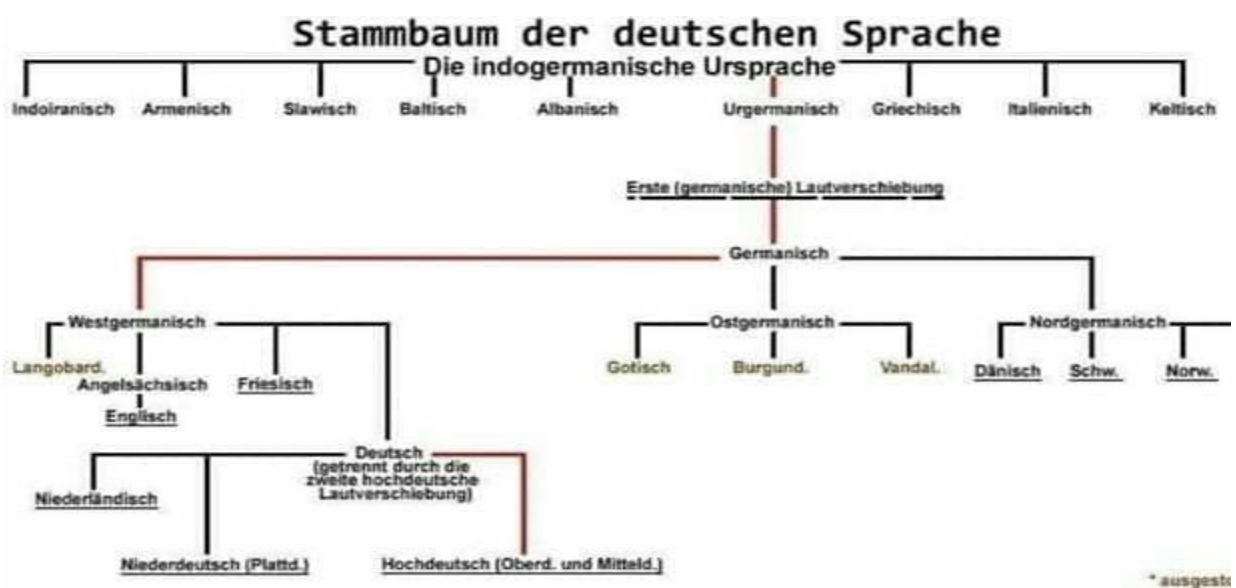 Stammbaum der deutschen Sprache
Die indogermanische Ursprache
Indoiranisch Armenisch Slawisch Baltisch Albanisch Urgermanisch Griechisch Italienisch Keltisch
Erste (germanische) Lautverschiebung
Germanisch
Westgermanisch Ostgermanisch Nordgermanisch
Langobard. Angelsächsisch Friesisch Gotisch Burgund. Vandal. Dänisch Schw. Norw.
Englisch
Deutsch
(getrennt durch die
zweite hochdeutsche
Lautverschiebung)
Niederländisch
Niederdeutsch (Plattd.) Hochdeutsch (Oberd. und Mitteld.)
* ausgesto